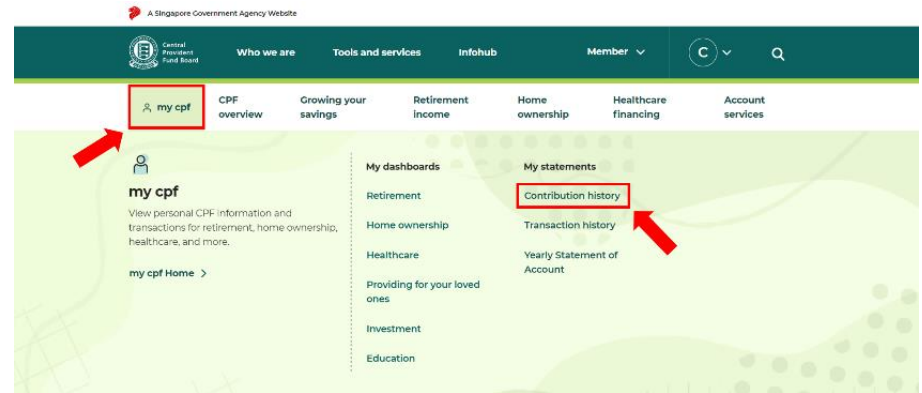 A Singapore Government Agency Website
Central
Provident
Fund Board
Who we are
Tools and services
Infohub
Member
C
my cpf
CPF
overview
Growing your
savings
Retirement
income
Home
ownership
Healthcare
financing
Account
services
my cpf
View personal CPF information and
transactions for retirement, home ownership,
healthcare, and more.
my cpf Home >
My dashboards
Retirement
Home ownership
Healthcare
Providing for your loved
ones
Investment
Education
My statements
Contribution history
Transaction history
Yearly Statement of
Account